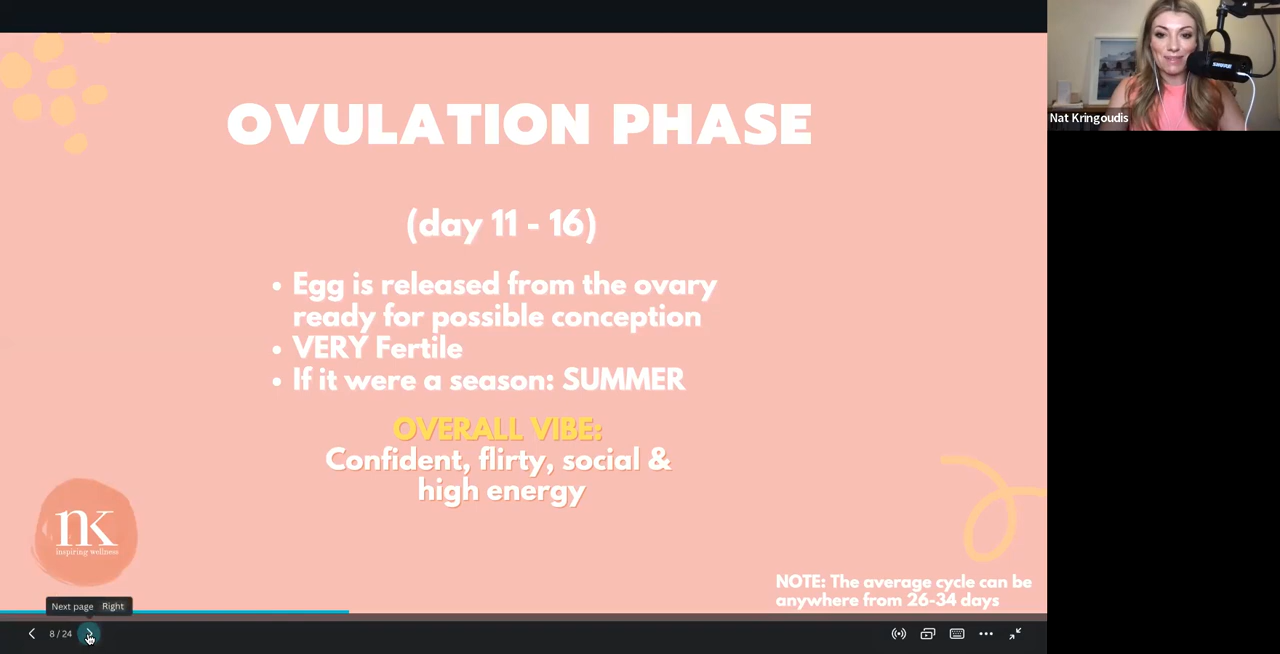 OVULATION PHASE
(day 11 - 16)
• Egg is released from the ovary
ready for possible conception
• VERY Fertile
• If it were a season: SUMMER
OVERALL VIBE:
Confident, flirty, social &
high energy
nk
inspiring wellness
NOTE: The average cycle can be
anywhere from 26-34 days
Next page Right
8 / 24
Nat Kringoudis
SHURE